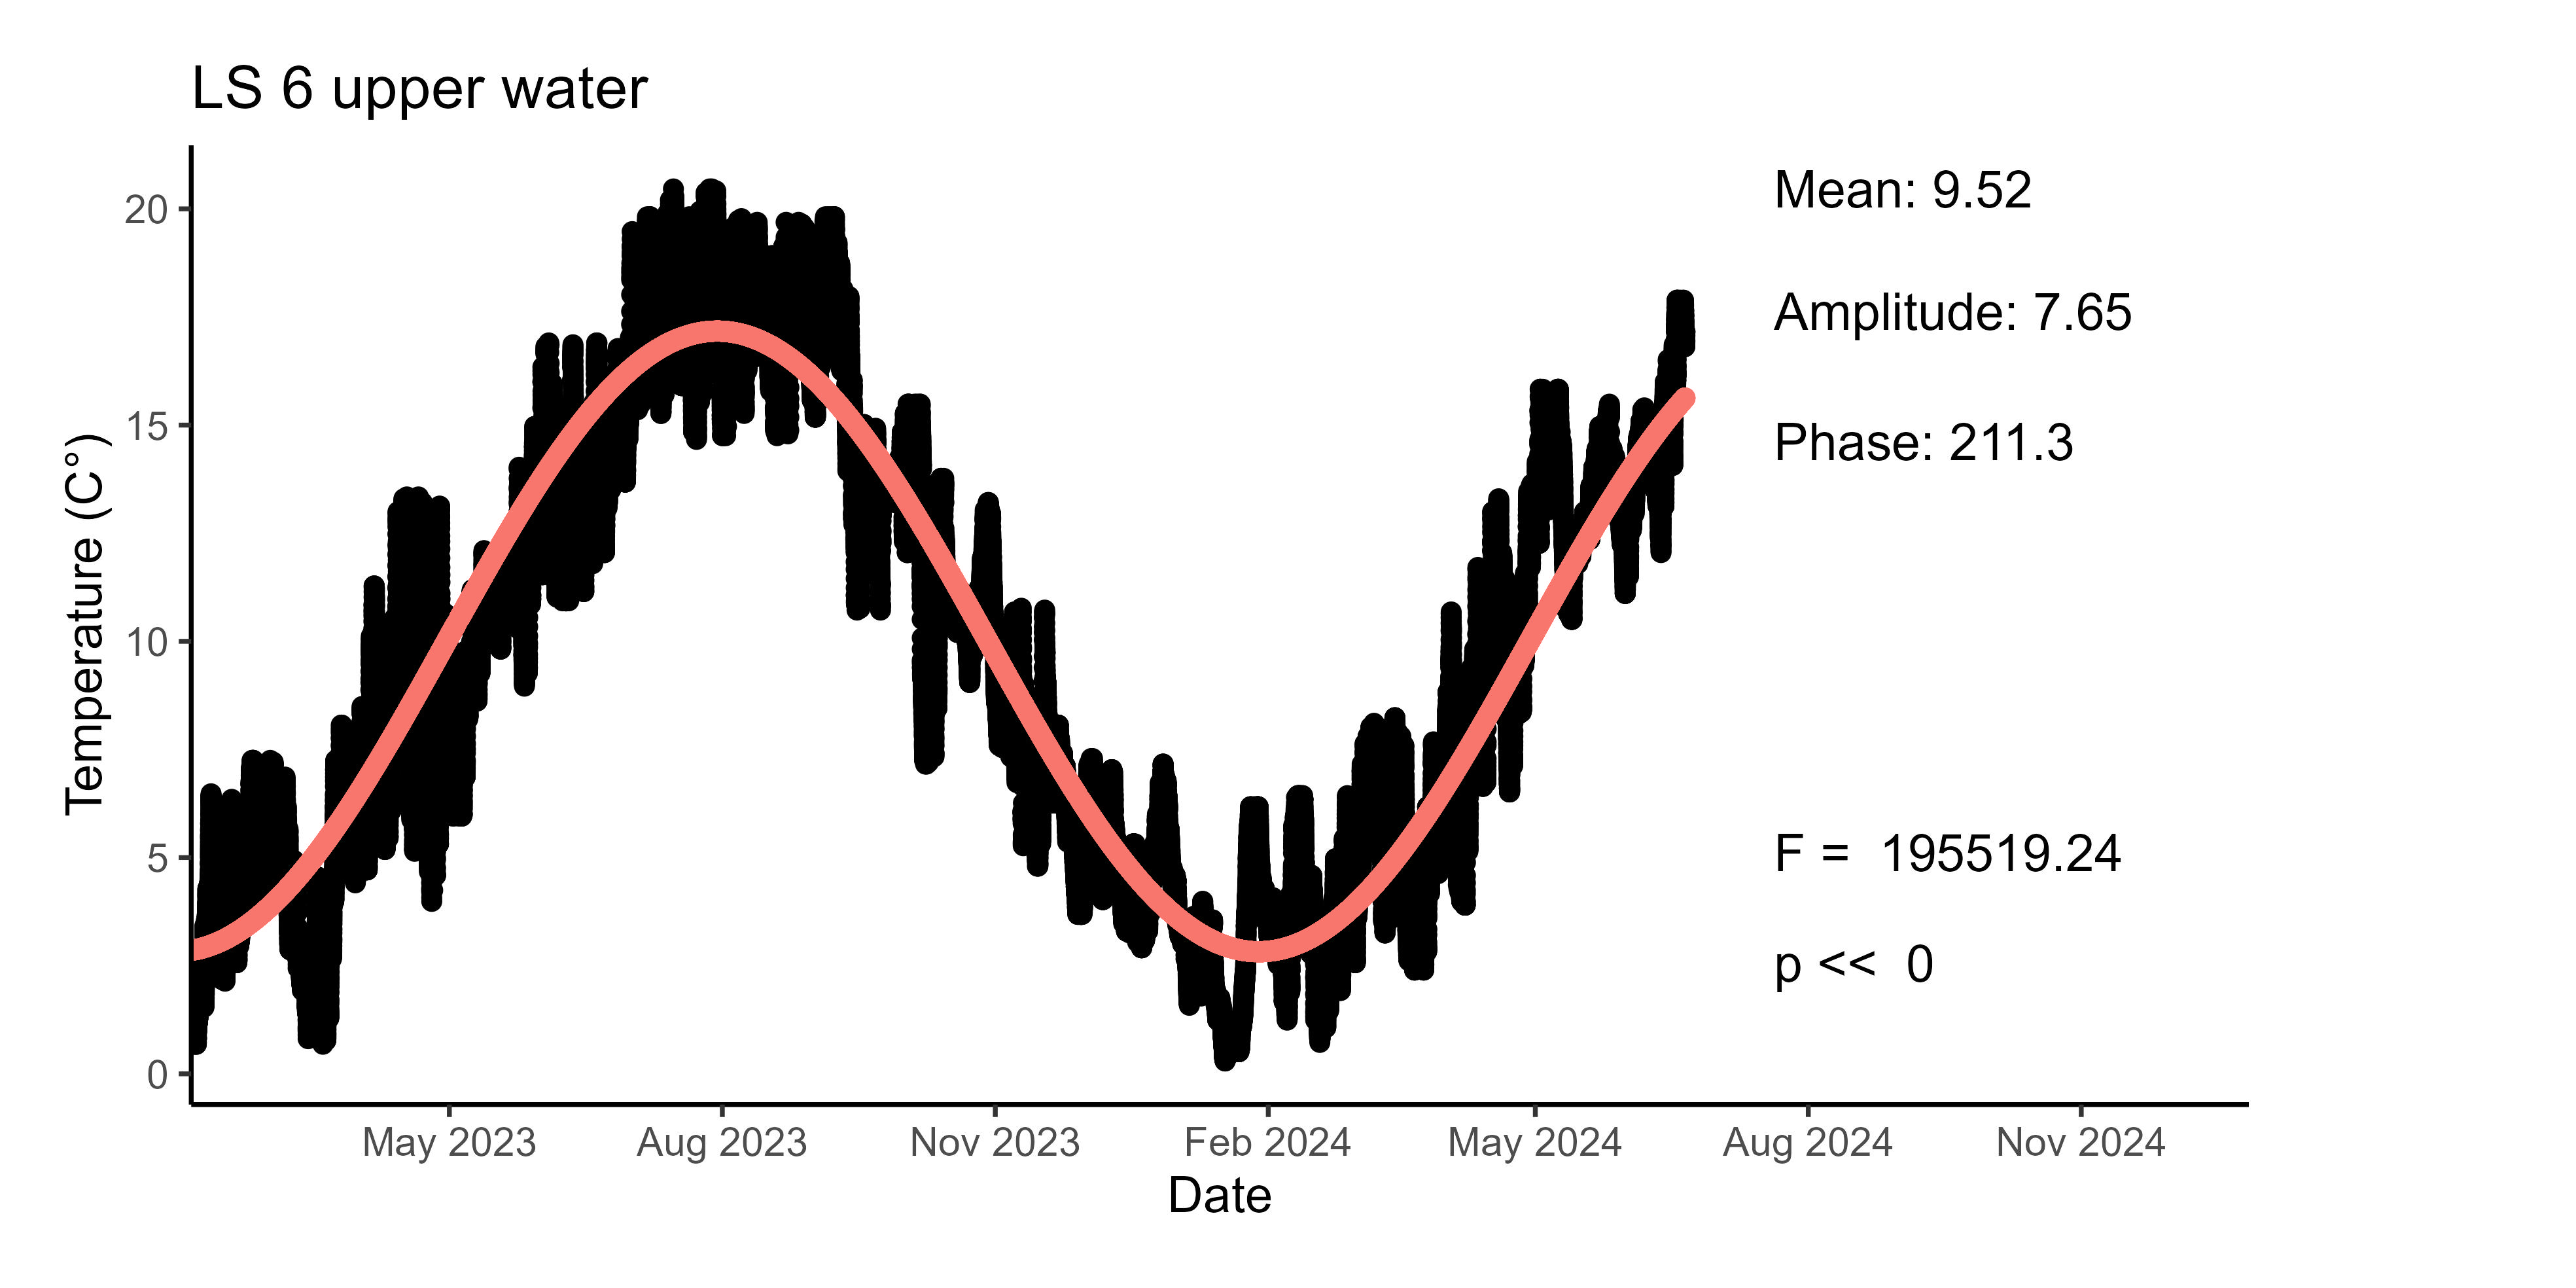 LS 6 upper water
Temperature (C°)
20
15
10
5
0
Mean: 9.52
Amplitude: 7.65
Phase: 211.3
F =  195519.24
p <<  0
May 2023
Aug 2023
Nov 2023
Feb 2024
May 2024
Aug 2024
Nov 2024
Date